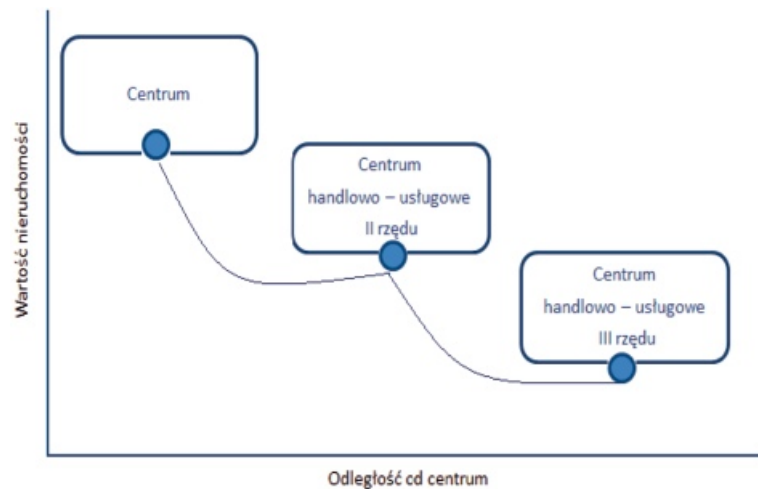 Centrum
Centrum
handlowo – usługowe
II rzędu
Centrum
handlowo – usługowe
III rzędu
Wartość nieruchomości
Odległość cd centrum